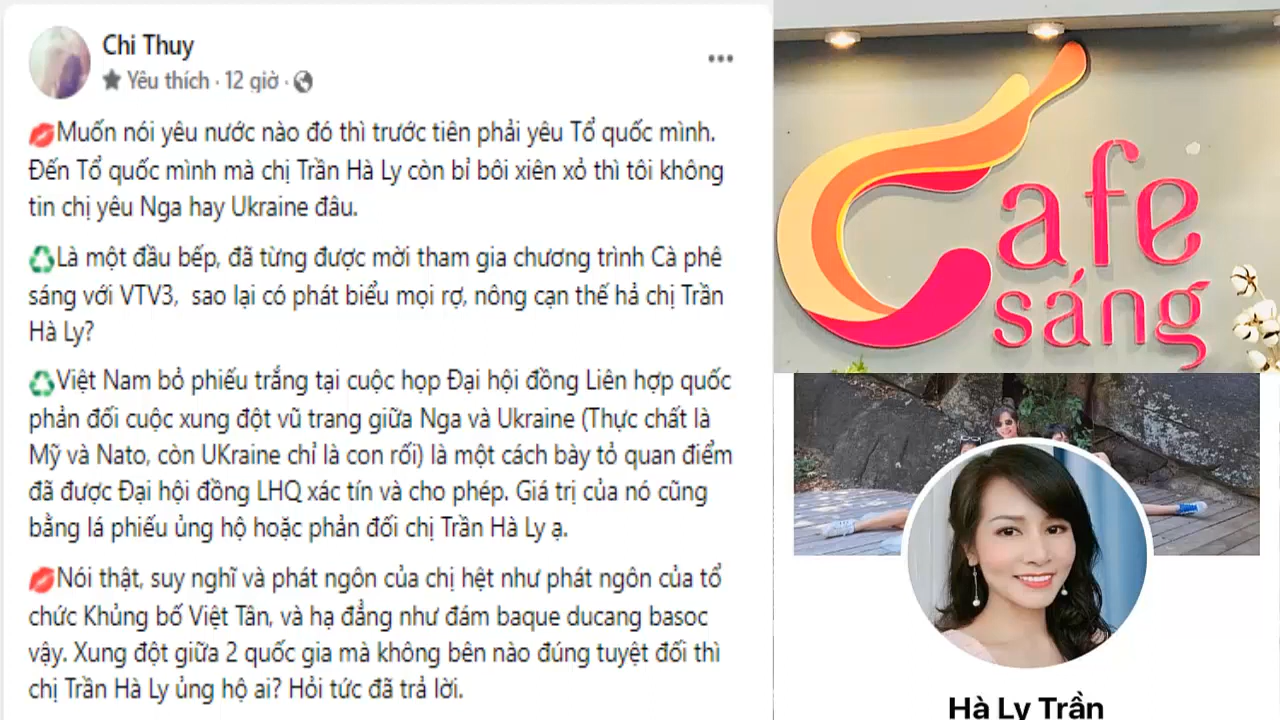 Chi Thuy
Yêu thích · 12 giờ ·
Muốn nói yêu nước nào đó thì trước tiên phải yêu Tổ quốc mình.
Đến Tổ quốc mình mà chị Trần Hà Ly còn bỉ bôi xiên xỏ thì tôi không
tin chị yêu Nga hay Ukraine đâu.
Là một đầu bếp, đã từng được mời tham gia chương trình Cà phê
sáng với VTV3, sao lại có phát biểu mọi rợ, nông cạn thế hả chị Trần
Hà Ly?
Việt Nam bỏ phiếu trắng tại cuộc họp Đại hội đồng Liên hợp quốc
phản đối cuộc xung đột vũ trang giữa Nga và Ukraine (Thực chất là
Mỹ và Nato, còn UKraine chỉ là con rối) là một cách bày tỏ quan điểm
đã được Đại hội đồng LHQ xác tín và cho phép. Giá trị của nó cũng
bằng lá phiếu ủng hộ hoặc phản đối chị Trần Hà Ly ạ.
Nói thật, suy nghĩ và phát ngôn của chị hệt như phát ngôn của tổ
chức Khủng bố Việt Tân, và hạ đẳng như đám baque ducang basoc
vậy. Xung đột giữa 2 quốc gia mà không bên nào đúng tuyệt đối thì
chị Trần Hà Ly ủng hộ ai? Hỏi tức đã trả lời.
Cafe
sáng
Hà Ly Trần